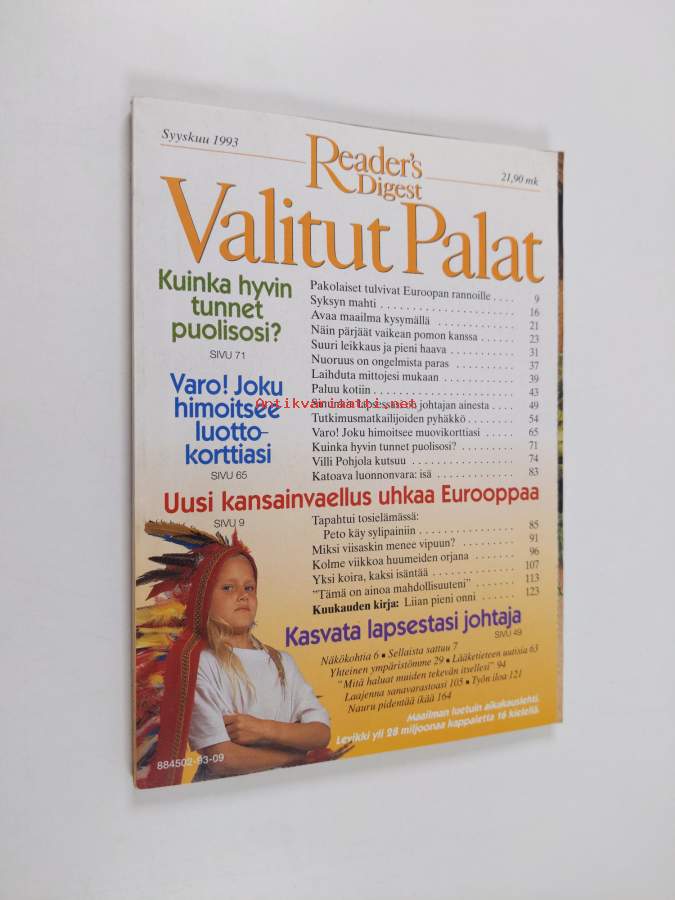 Syyskuu 1993
Reader's Digest
21,90 mk
Valitut Palat
Kuinka hyvin
tunnet
puolisosi?
SIVU 71
Varo! Joku
himoitsee
luotto-
korttiasi
SIVU 65
Pakolaiset tulvivat Euroopan rannoille . . . . 9
Syksyn mahti . . . . . . . . . . . . . . . . . . . . 16
Avaa maailma kysymällä . . . . . . . . . . . . 21
Näin pärjäät vaikean pomon kanssa . . . . . . 23
Suuri leikkaus ja pieni haava . . . . . . . . . . 31
Nuoruus on ongelmista paras . . . . . . . . . . 37
Laihduta mittojesi mukaan . . . . . . . . . . . 39
Paluu kotiin . . . . . . . . . . . . . . . . . . . . . 43
Antikvariaatti.net
Sinunkin lapsessasi on johtajan ainesta . . . . 49
Tutkimusmatkailijoiden pyhäkkö . . . . . . . . 54
Varo! Joku himoitsee muovikorttiasi . . . . . . 65
Kuinka hyvin tunnet puolisosi? . . . . . . . . . 71
Villi Pohjola kutsuu . . . . . . . . . . . . . . . . 74
Katoava luonnonvara: isä . . . . . . . . . . . . 83
Uusi kansainvaellus uhkaa Eurooppaa
SIVU 9
Tapahtui tosielämässä:
Peto käy sylipainiin . . . . . . . . . . . . . . . . 85
Miksi viisaskin menee vipuun? . . . . . . . . . 91
Kolme viikkoa huumeiden orjana . . . . . . . . 96
Yksi koira, kaksi isäntää . . . . . . . . . . . . . 107
"Tämä on ainoa mahdollisuuteni" . . . . . . . 113
Kuukauden kirja: Liian pieni onni . . . . . . . 123
Kasvata lapsestasi johtaja
SIVU 49
Näkökohtia 6 • Sellaista sattuu 7
Yhteinen ympäristömme 29 • Lääketieteen uutisia 63
"Mitä haluat muiden tekevän itsellesi" 94
Laajenna sanavarastoasi 105 • Työn iloa 121
Nauru pidentää ikää 164
Maailman luetuin aikakauslehti.
Levikki yli 28 miljoonaa kappaletta 16 kielellä.
884502-93-09